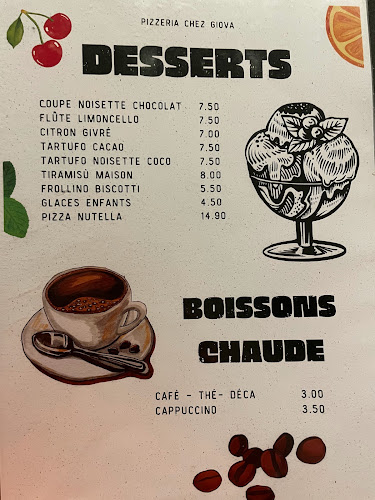 PIZZERIA CHEZ GIOVA
DESSERTS
COUPE NOISETTE CHOCOLAT 7.50
FLÛTE LIMONCELLO 7.50
CITRON GIVRÉ 7.00
TARTUFO CACAO 7.50
TARTUFO NOISETTE COCO 7.50
TIRAMISÙ MAISON 8.00
FROLLINO BISCOTTI 5.50
GLACES ENFANTS 4.50
PIZZA NUTELLA 14.90
BOISSONS
CHAUDE
CAFÉ - THÉ- DÉCA 3.00
CAPPUCCINO 3.50